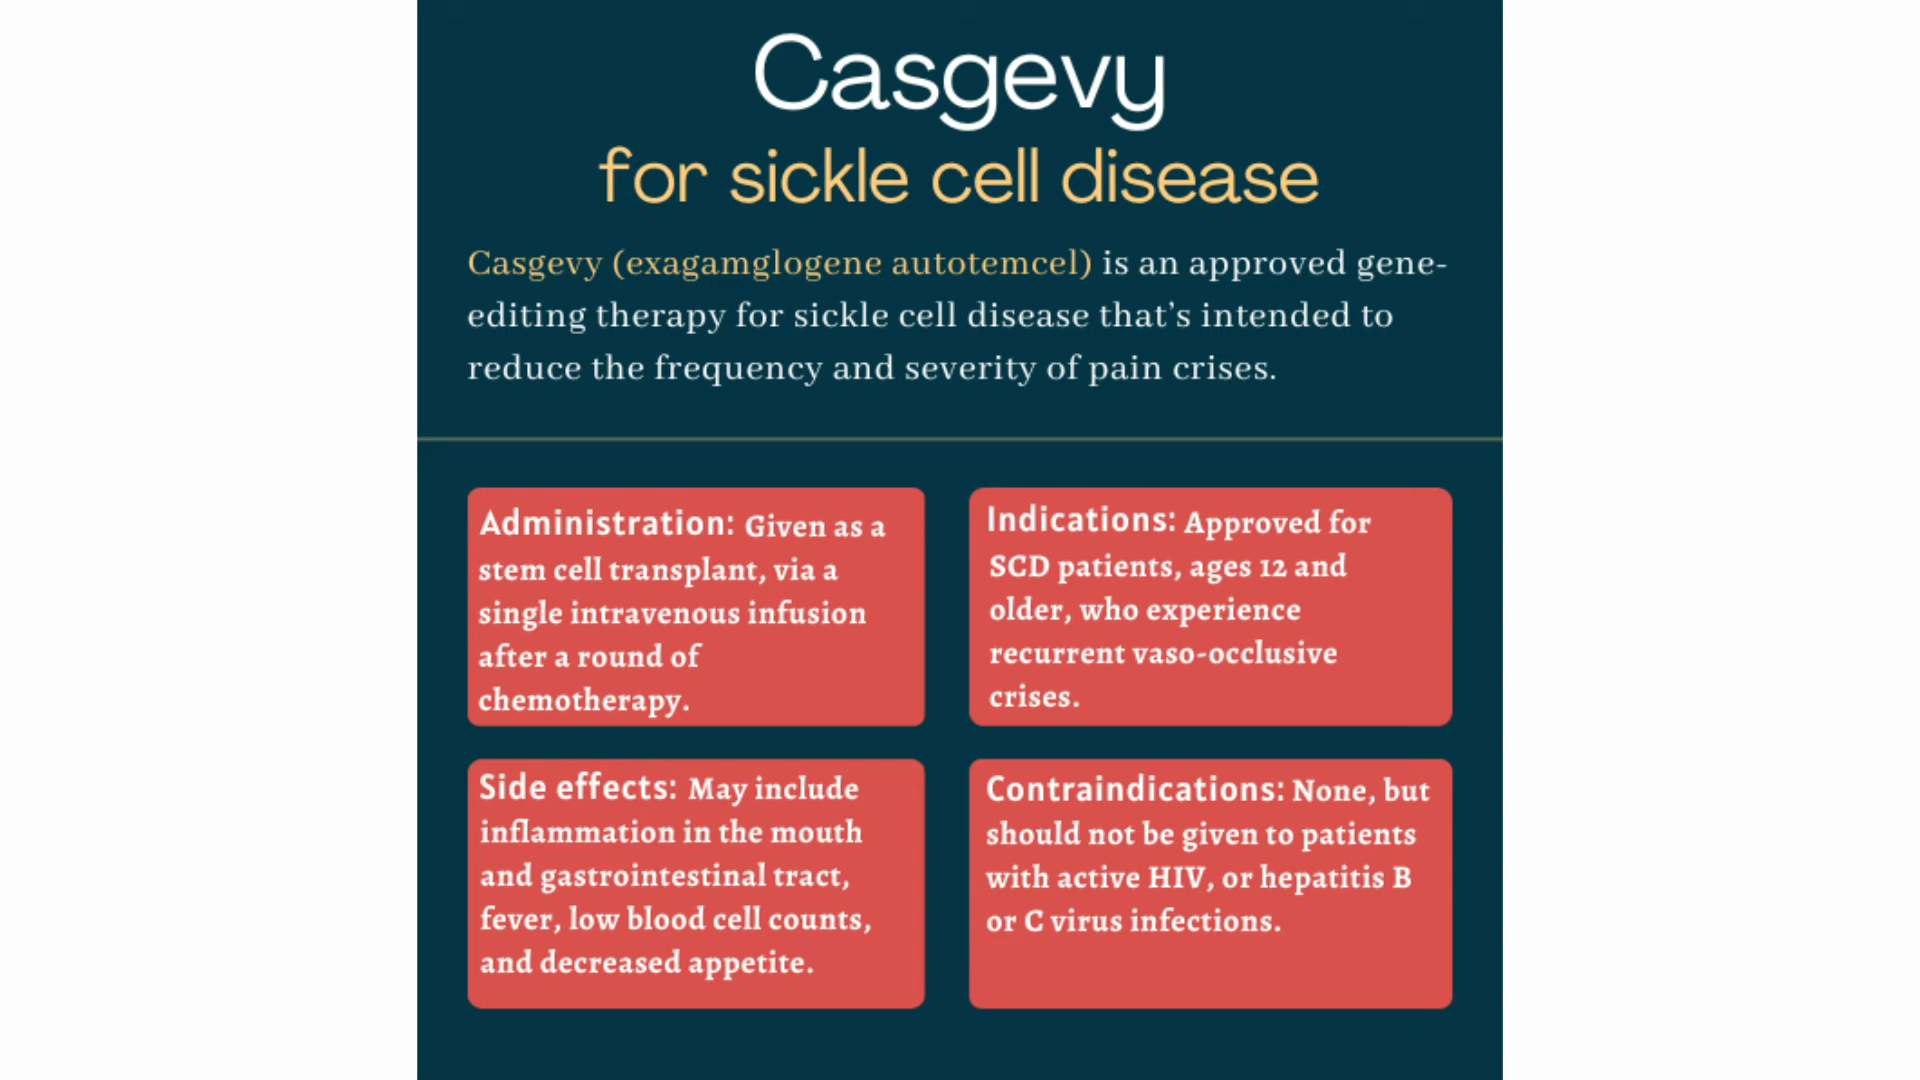 Casgevy
for sickle cell disease
Casgevy (exagamglogene autotemcel) is an approved gene-
editing therapy for sickle cell disease that’s intended to
reduce the frequency and severity of pain crises.
Administration: Given as a
stem cell transplant, via a
single intravenous infusion
after a round of
chemotherapy.
Indications: Approved for
SCD patients, ages 12 and
older, who experience
recurrent vaso-occlusive
crises.
Side effects: May include
inflammation in the mouth
and gastrointestinal tract,
fever, low blood cell counts,
and decreased appetite.
Contraindications: None, but
should not be given to patients
with active HIV, or hepatitis B
or C virus infections.